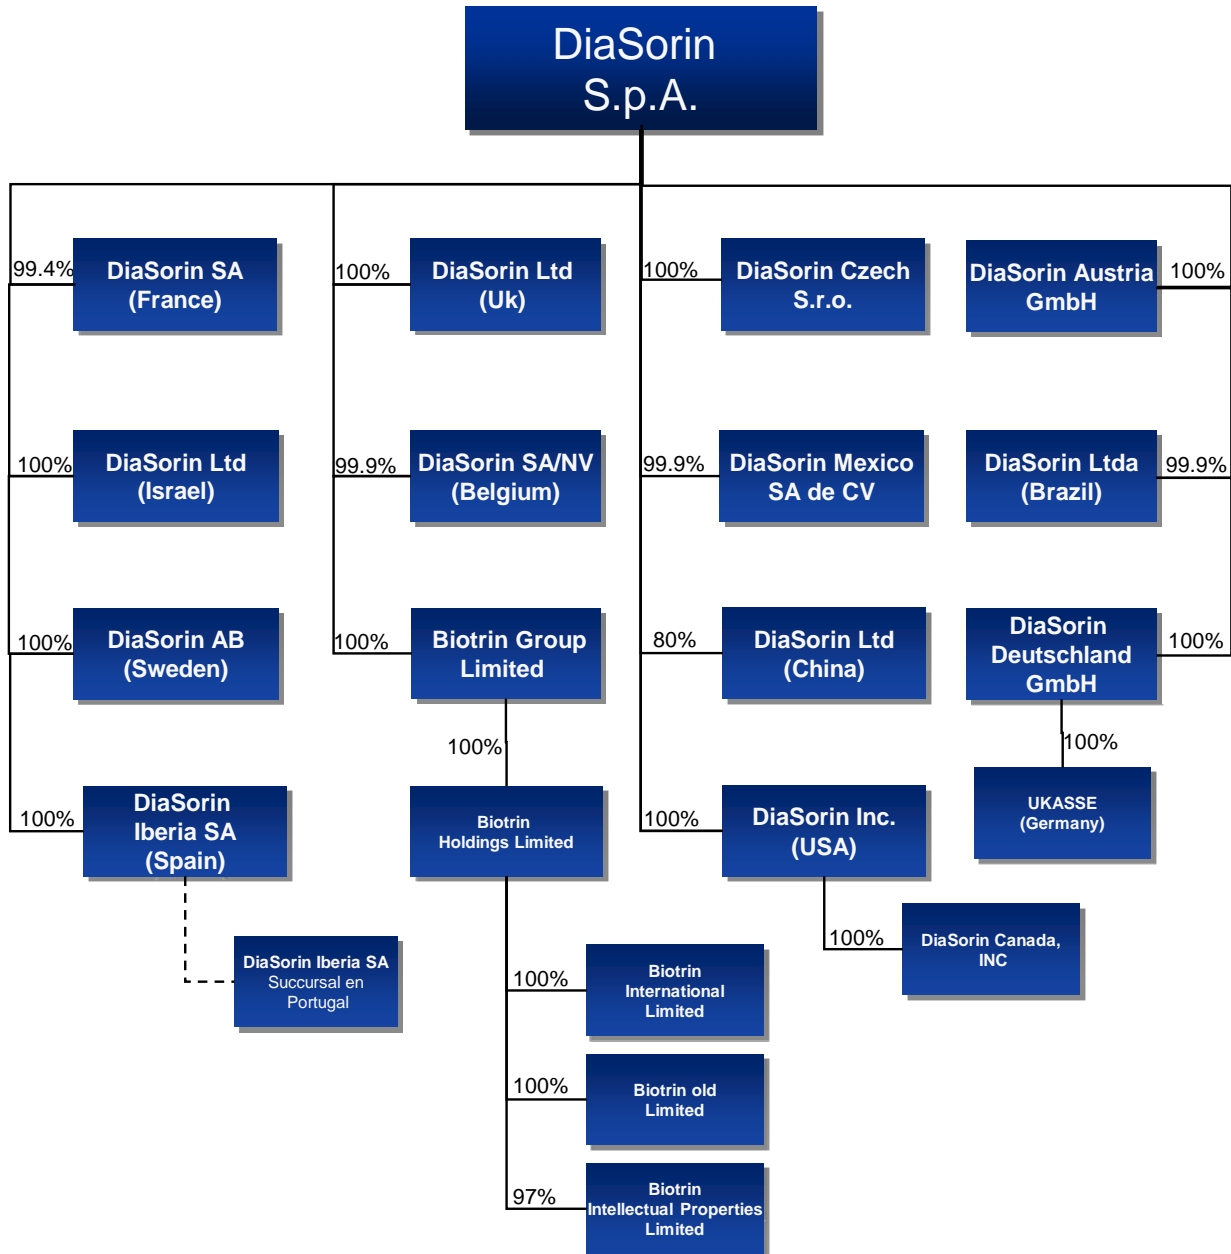 DiaSorin
S.p.A.
99.4%
DiaSorin SA
(France)
100%
DiaSorin Ltd
(Uk)
100%
DiaSorin Czech
S.r.o.
DiaSorin Austria
GmbH
100%
100%
DiaSorin Ltd
(Israel)
99.9%
DiaSorin SA/NV
(Belgium)
99.9%
DiaSorin Mexico
SA de CV
DiaSorin Ltda
(Brazil)
99.9%
100%
DiaSorin AB
(Sweden)
100%
Biotrin Group
Limited
80%
DiaSorin Ltd
(China)
DiaSorin
Deutschland
GmbH
100%
100%
100%
100%
DiaSorin
Iberia SA
(Spain)
Biotrin
Holdings Limited
100%
DiaSorin Inc.
(USA)
UKASSE
(Germany)
DiaSorin Iberia SA
Succursal en
Portugal
100%
DiaSorin Canada,
INC
100%
Biotrin
International
Limited
100%
Biotrin old
Limited
97%
Biotrin
Intellectual Properties
Limited